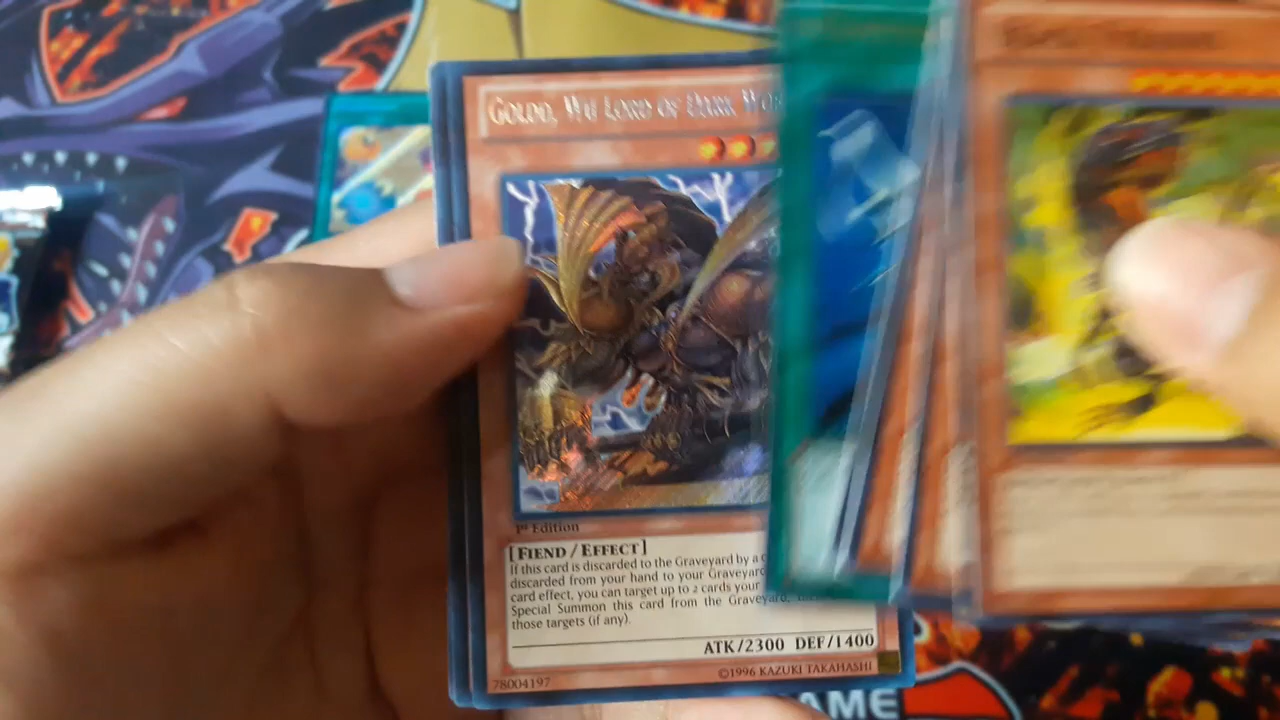 Goldd, Wu-Lord of Dark
1st Edition
[Fiend / Effect]
If this card is discarded to the Graveyard by a
discarded from your hand to your Graveyard
card effect, you can target up to 2 cards your
Special Summon this card from the Graveyard,
those targets (if any).
ATK/2300 DEF/1400
78004197
©1996 KAZUKI TAKAHASHI
AME